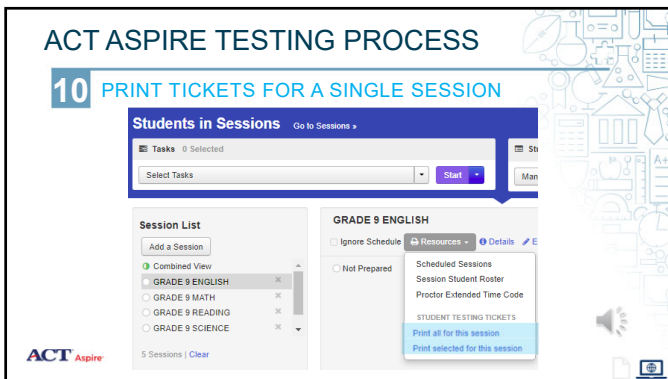 ACT ASPIRE TESTING PROCESS
10 PRINT TICKETS FOR A SINGLE SESSION
Students in Sessions Go to Sessions »
Tasks 0 Selected
Select Tasks
Start
Session List
Add a Session
Combined View
GRADE 9 ENGLISH
GRADE 9 MATH
GRADE 9 READING
GRADE 9 SCIENCE
5 Sessions | Clear
GRADE 9 ENGLISH
Ignore Schedule Resources Details
Not Prepared
Scheduled Sessions
Session Student Roster
Proctor Extended Time Code
STUDENT TESTING TICKETS
Print all for this session
Print selected for this session
A+
ACT Aspire